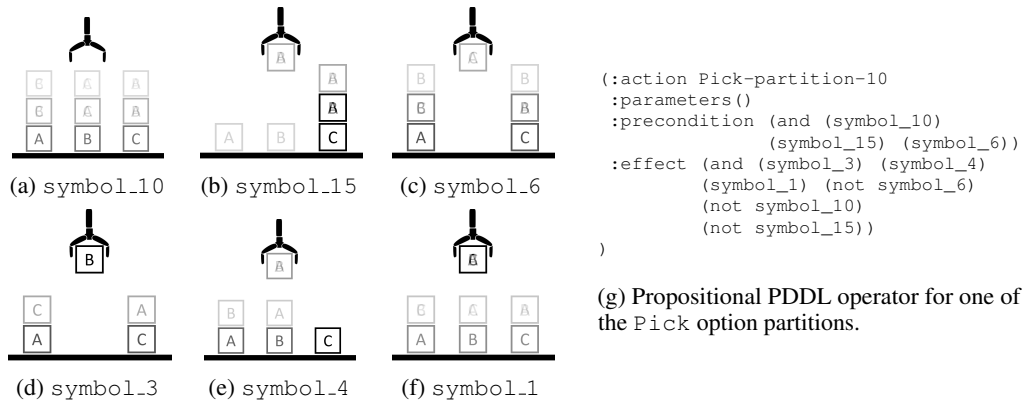 A B C
(a) symbol_10
A B C
(b) symbol_15
B B
A C
(c) symbol_6
B
C A
A C
(d) symbol_3
B A
A B C
(e) symbol_4
A B C
(f) symbol_1
(:action Pick-partition-10
:parameters()
:precondition (and (symbol_10)
(symbol_15) (symbol_6))
:effect (and (symbol_3) (symbol_4)
(symbol_1) (not symbol_6)
(not symbol_10)
(not symbol_15))
)
(g) Propositional PDDL operator for one of
the Pick option partitions.